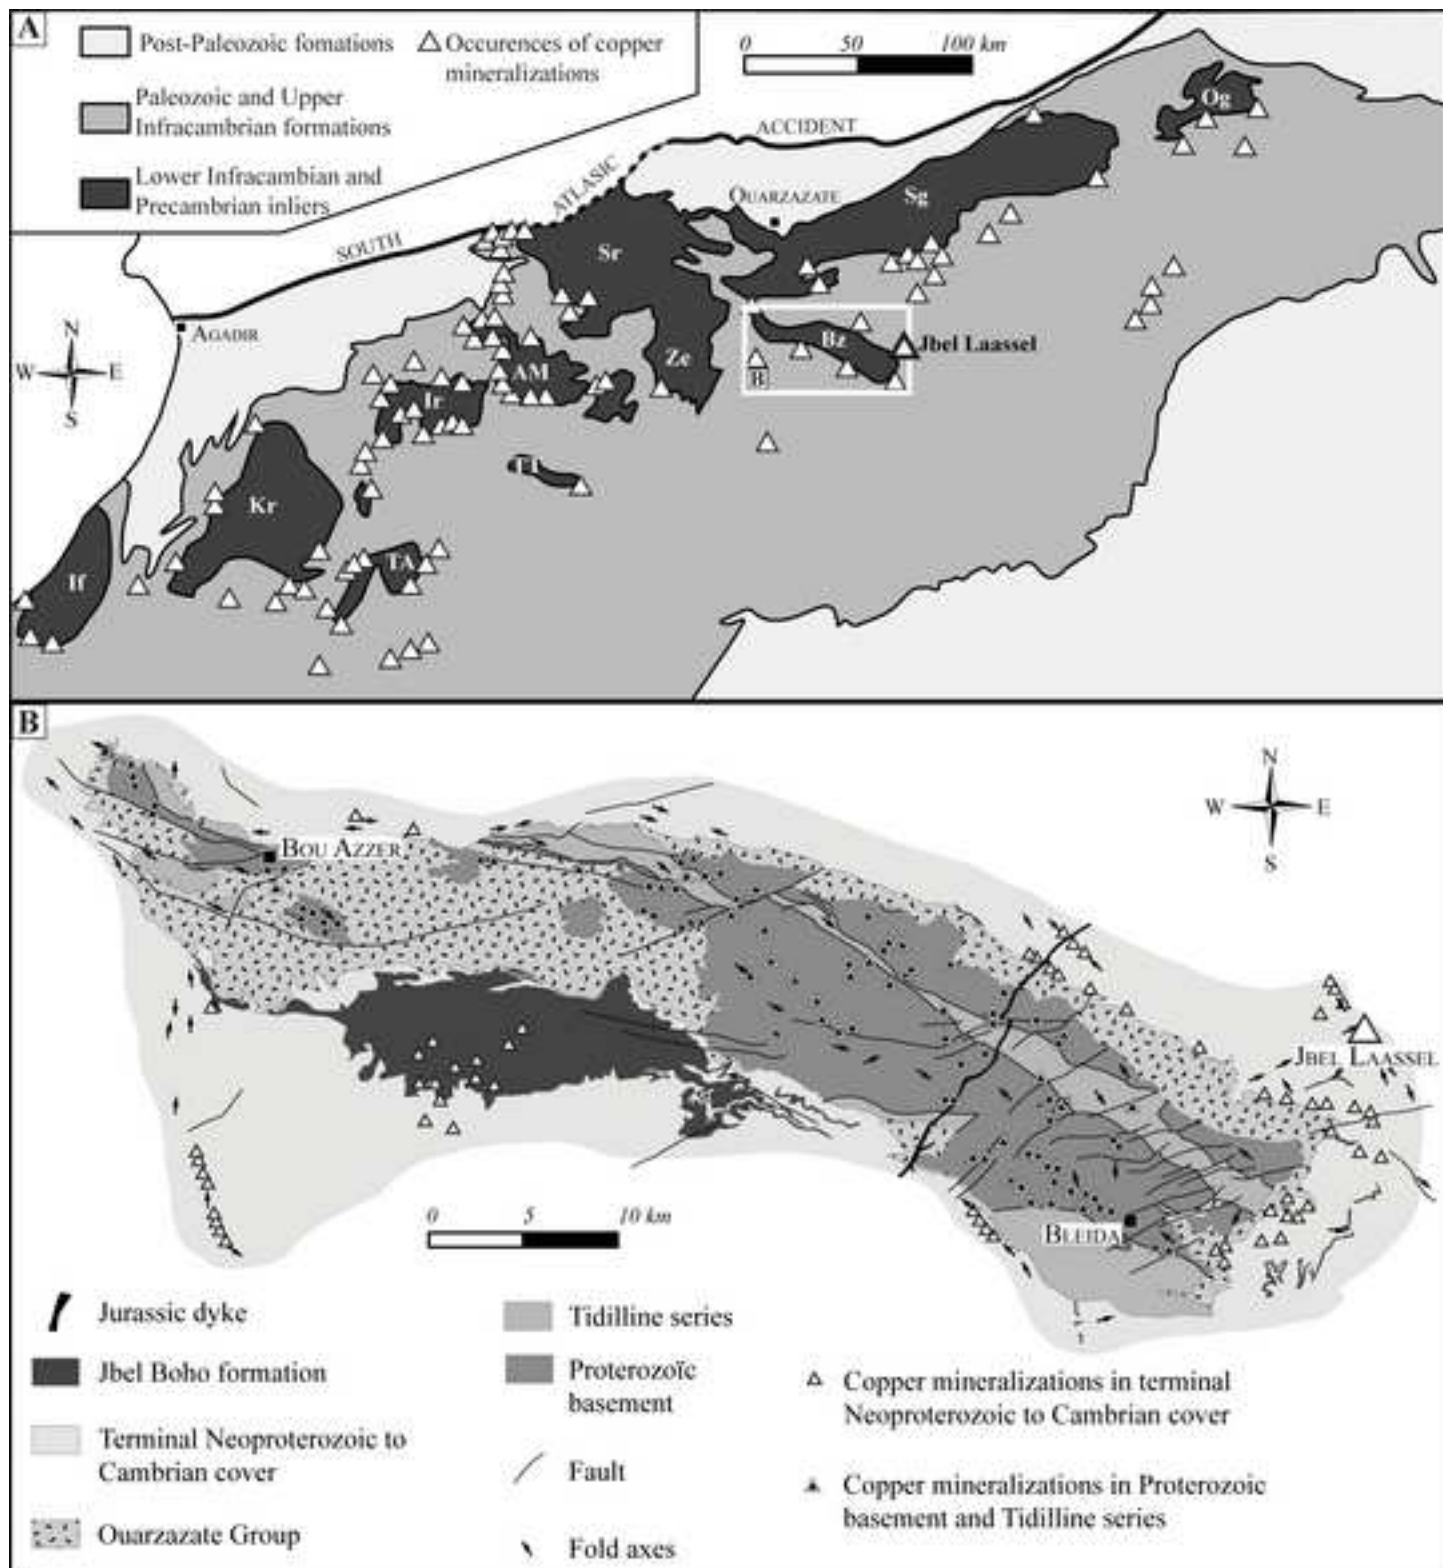 A
Post-Paleozoic fomations
Occurences of copper
mineralizations
Paleozoic and Upper
Infracambrian formations
Lower Infracambian and
Precambrian inliers
0 50 100 km
ACCIDENT
ATLASIC
SOUTH
OUARZAZATE
AGADIR
N
W E
S
Og
Sg
Sr
Ze
Bz
B
Jbel Laassel
AM
Ir
Kr
TA
If
B
N
W E
S
BOU AZZER
JBEL LAASSEL
BLEIDA
0 5 10 km
Jurassic dyke
Jbel Boho formation
Terminal Neoproterozoic to
Cambrian cover
Ouarzazate Group
Tidilline series
Proterozoïc
basement
Fault
Fold axes
Copper mineralizations in terminal
Neoproterozoic to Cambrian cover
Copper mineralizations in Proterozoic
basement and Tidilline series